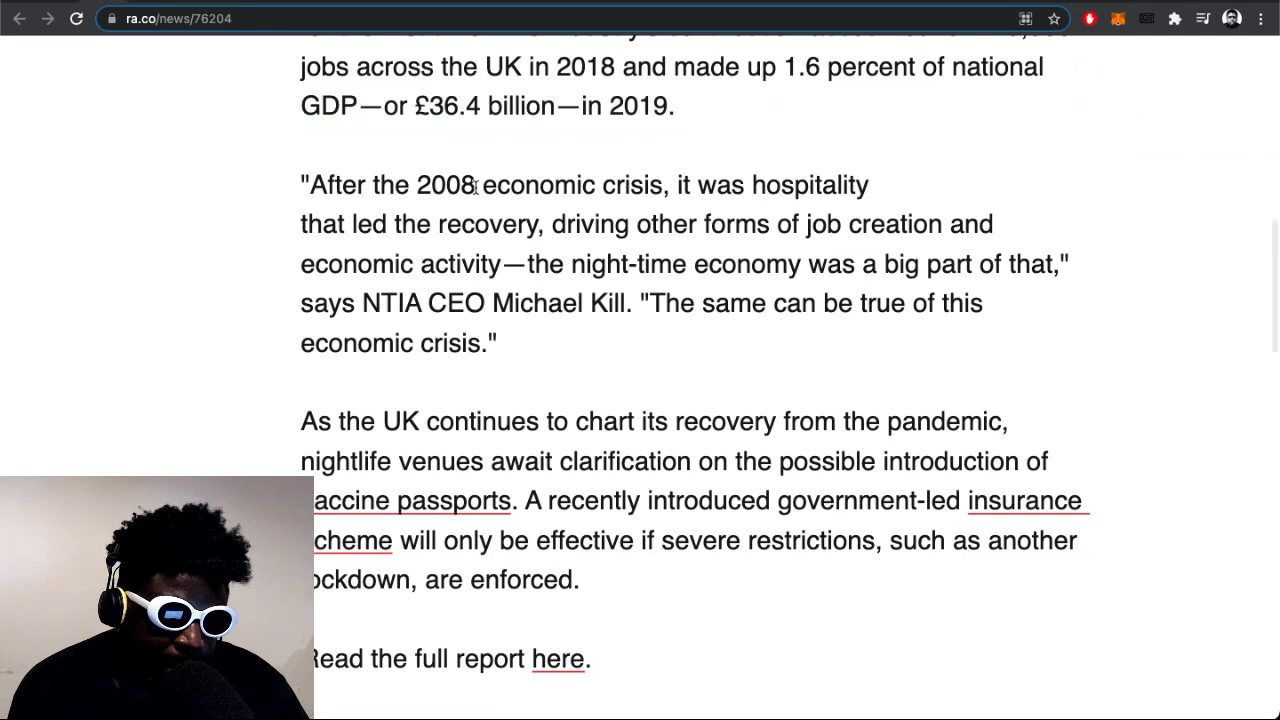 ra.co/news/76204
jobs across the UK in 2018 and made up 1.6 percent of national
GDP—or £36.4 billion—in 2019.
"After the 2008 economic crisis, it was hospitality
that led the recovery, driving other forms of job creation and
economic activity—the night-time economy was a big part of that,"
says NTIA CEO Michael Kill. "The same can be true of this
economic crisis."
As the UK continues to chart its recovery from the pandemic,
nightlife venues await clarification on the possible introduction of
accine passports. A recently introduced government-led insurance
cheme will only be effective if severe restrictions, such as another
ockdown, are enforced.
Read the full report here.